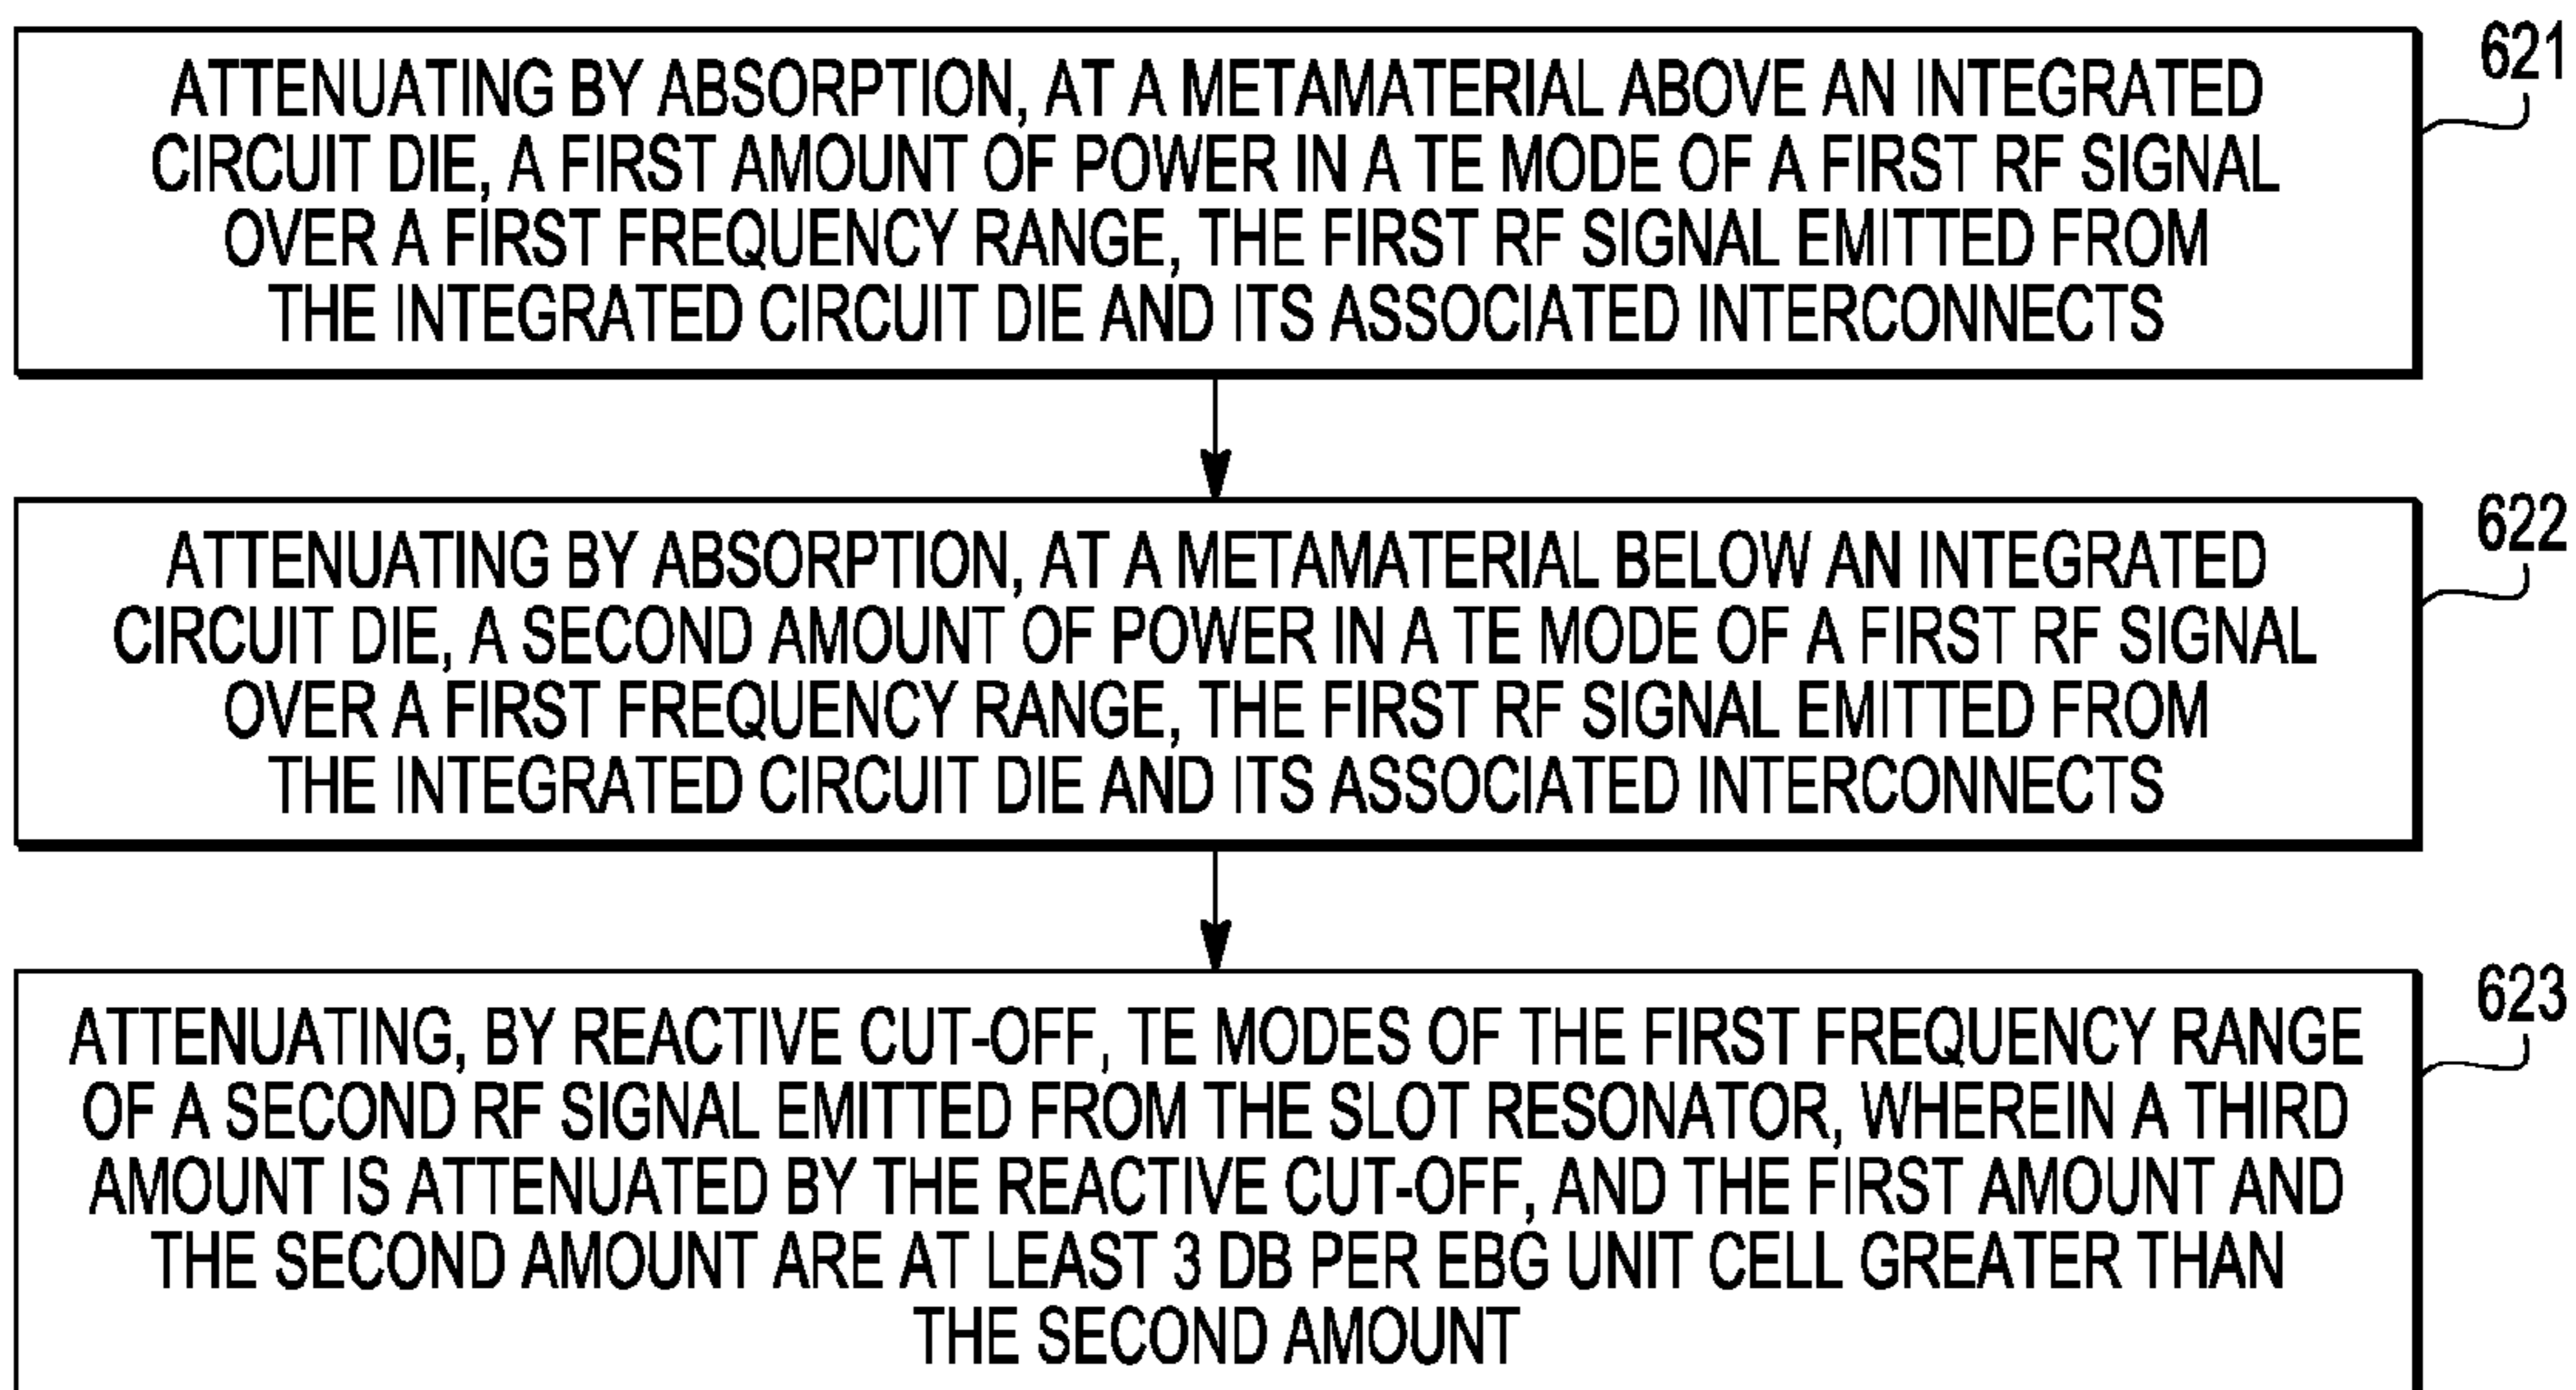 621
ATTENUATING BY ABSORPTION, AT A METAMATERIAL ABOVE AN INTEGRATED
CIRCUIT DIE, A FIRST AMOUNT OF POWER IN A TE MODE OF A FIRST RF SIGNAL
OVER A FIRST FREQUENCY RANGE, THE FIRST RF SIGNAL EMITTED FROM
THE INTEGRATED CIRCUIT DIE AND ITS ASSOCIATED INTERCONNECTS
622
ATTENUATING BY ABSORPTION, AT A METAMATERIAL BELOW AN INTEGRATED
CIRCUIT DIE, A SECOND AMOUNT OF POWER IN A TE MODE OF A FIRST RF SIGNAL
OVER A FIRST FREQUENCY RANGE, THE FIRST RF SIGNAL EMITTED FROM
THE INTEGRATED CIRCUIT DIE AND ITS ASSOCIATED INTERCONNECTS
623
ATTENUATING, BY REACTIVE CUT-OFF, TE MODES OF THE FIRST FREQUENCY RANGE
OF A SECOND RF SIGNAL EMITTED FROM THE SLOT RESONATOR, WHEREIN A THIRD
AMOUNT IS ATTENUATED BY THE REACTIVE CUT-OFF, AND THE FIRST AMOUNT AND
THE SECOND AMOUNT ARE AT LEAST 3 DB PER EBG UNIT CELL GREATER THAN
THE SECOND AMOUNT